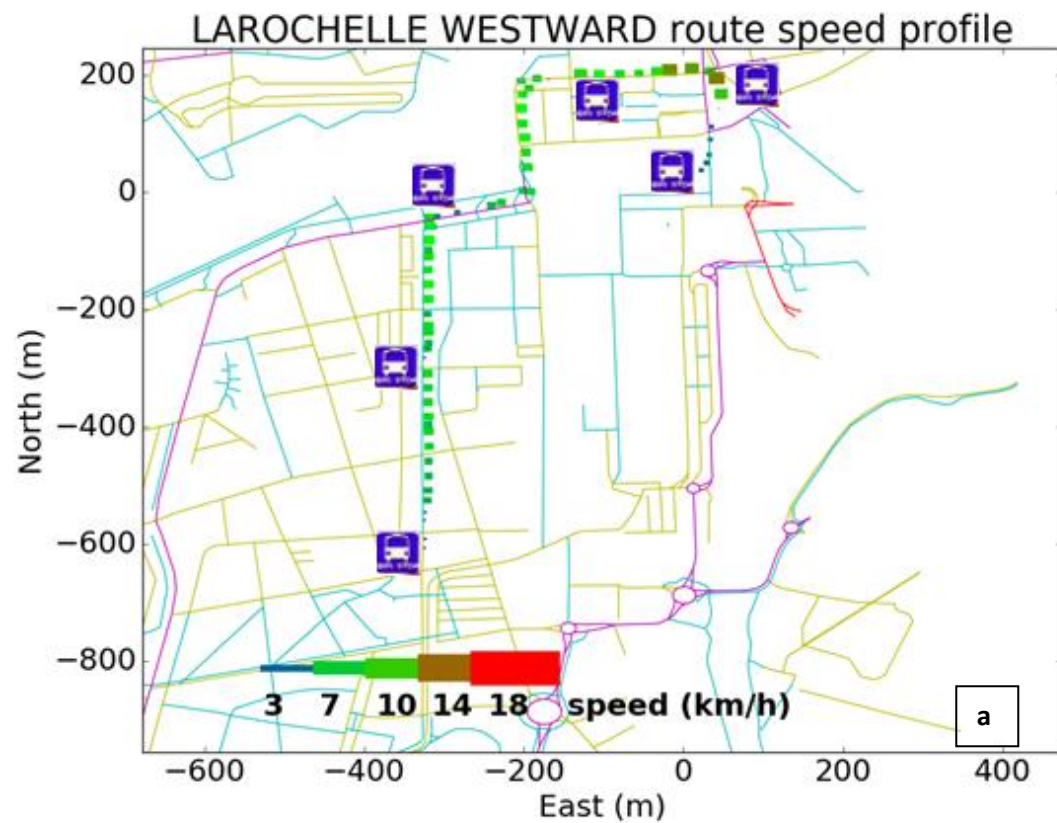 LAROCHELLE WESTWARD route speed profile
200
0
−200
−400
−600
−800
North (m)
3 7 10 14 18 speed (km/h)
a
−600 −400 −200 0 200 400
East (m)